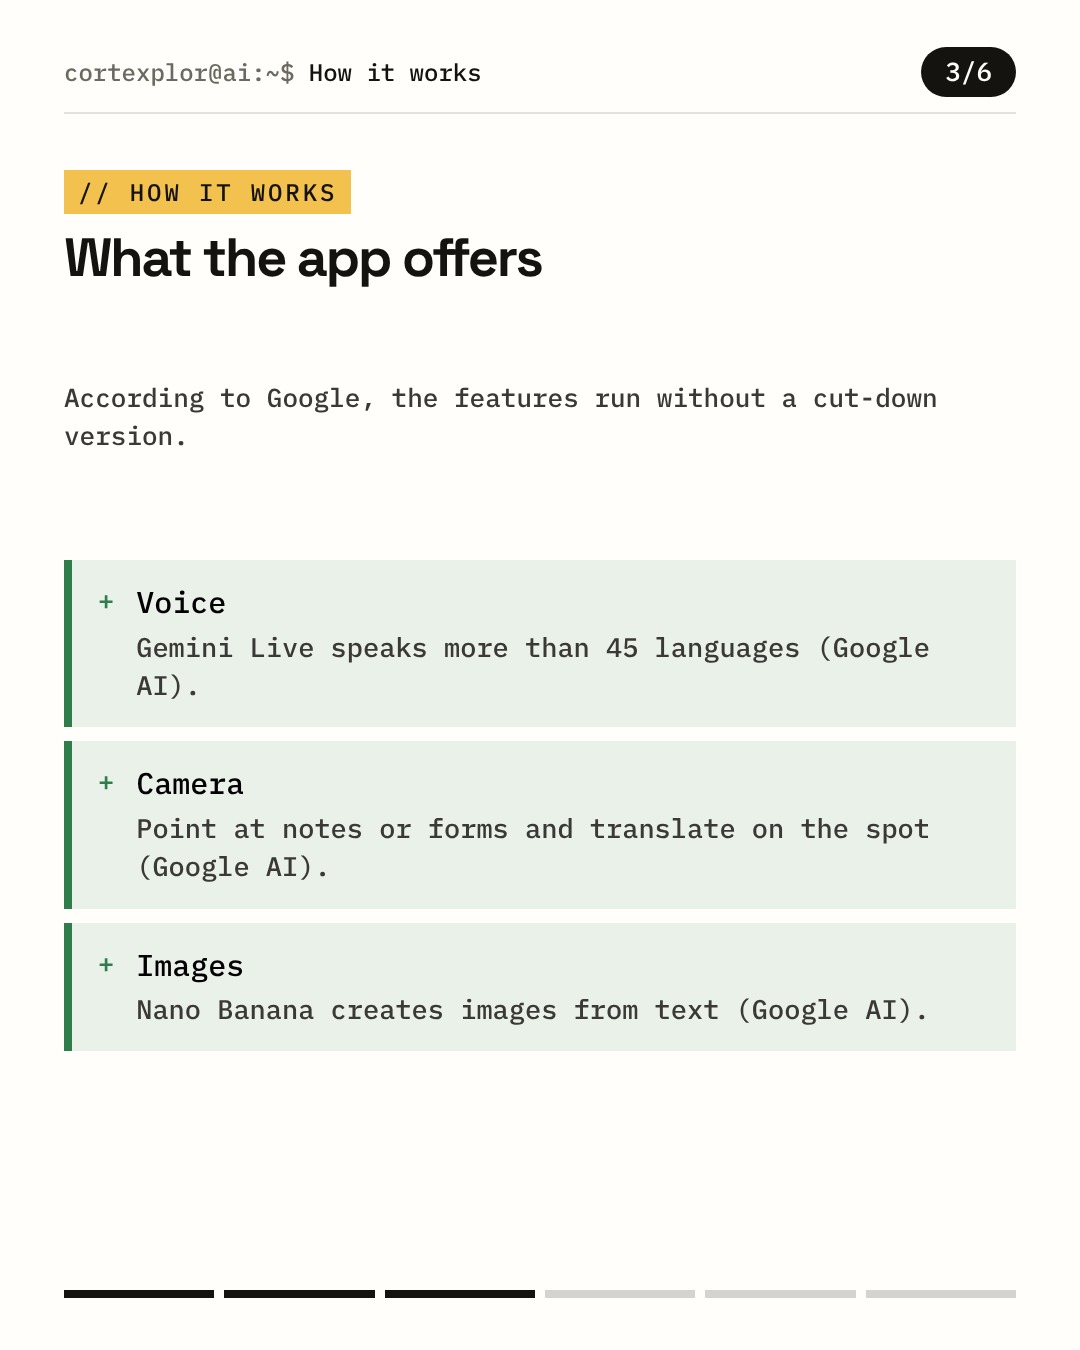 cortexplor@ai:~$ How it works
3/6
// HOW IT WORKS
What the app offers
According to Google, the features run without a cut-down
version.
+ Voice
Gemini Live speaks more than 45 languages (Google
AI).
+ Camera
Point at notes or forms and translate on the spot
(Google AI).
+ Images
Nano Banana creates images from text (Google AI).